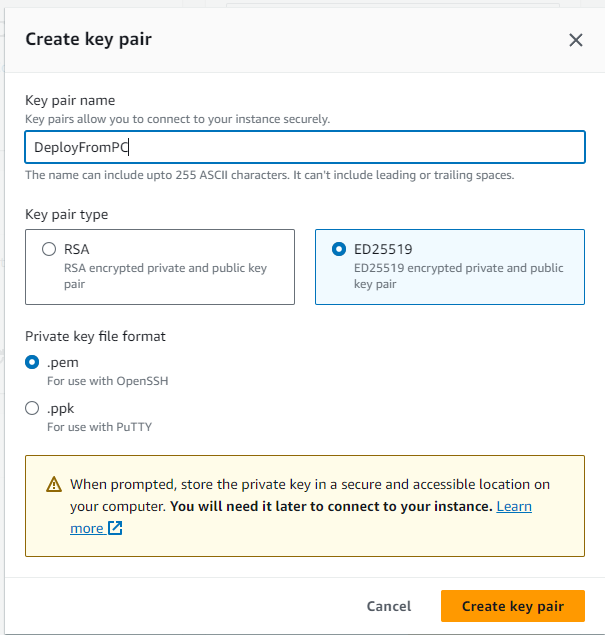 Create key pair
Key pair name
Key pairs allow you to connect to your instance securely.
DeployFromPC
The name can include upto 255 ASCII characters. It can't include leading or trailing spaces.
Key pair type
RSA
RSA encrypted private and public key
pair
ED25519
ED25519 encrypted private and public
key pair
Private key file format
.pem
For use with OpenSSH
.ppk
For use with PuTTY
When prompted, store the private key in a secure and accessible location on
your computer. You will need it later to connect to your instance. Learn
more
Cancel
Create key pair